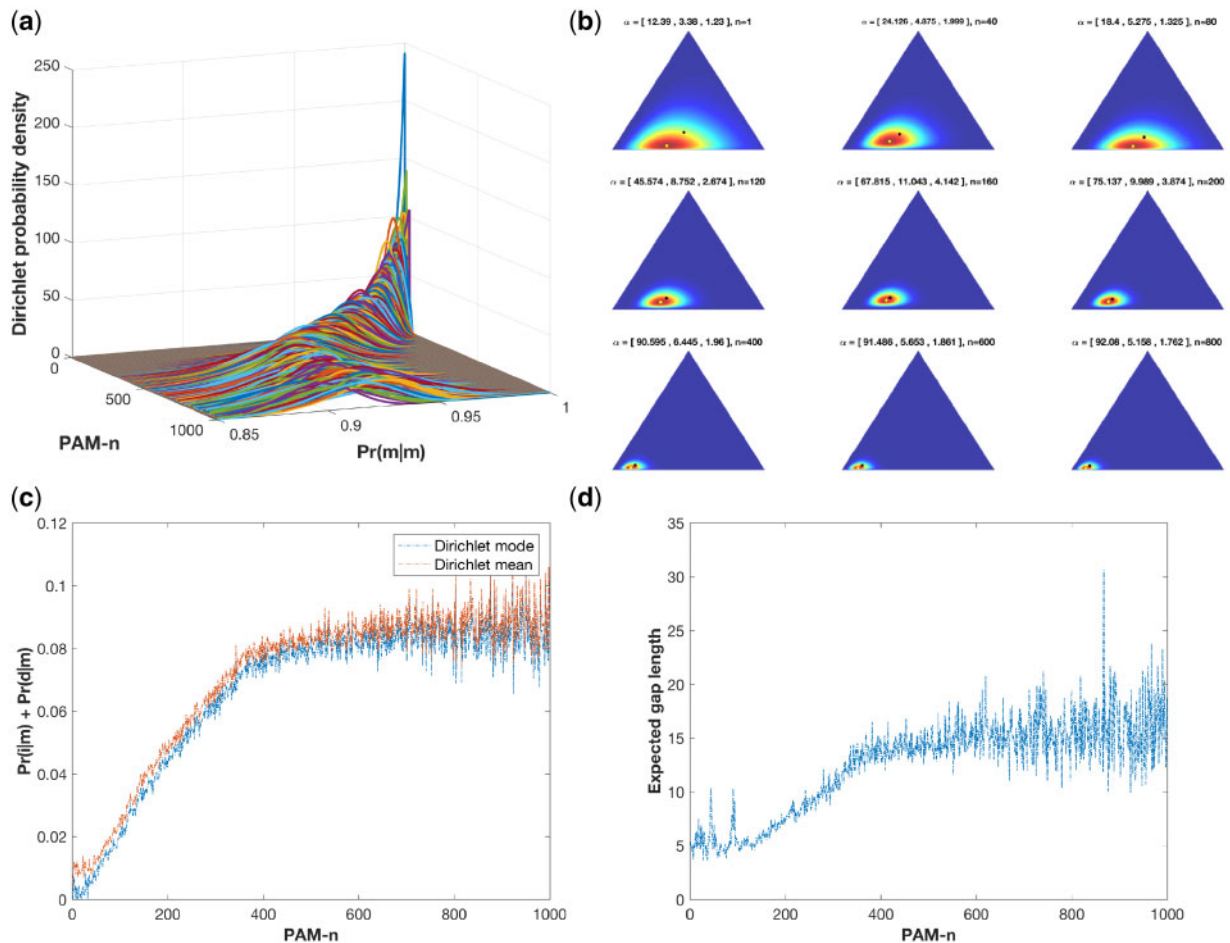 (a)
250
200
150
100
50
0
Dirichlet probability density
0
500
1000
PAM-n
0.85
0.9
0.95
1
Pr(m|m)
(b)
α = [ 12.39 , 3.38 , 1.23 ], n=1
α = [ 24.126 , 4.875 , 1.999 ], n=40
α = [ 18.4 , 5.275 , 1.325 ], n=80
α = [ 45.574 , 8.752 , 2.674 ], n=120
α = [ 67.815 , 11.043 , 4.142 ], n=160
α = [ 75.137 , 9.989 , 3.874 ], n=200
α = [ 90.595 , 6.445 , 1.96 ], n=400
α = [ 91.486 , 5.653 , 1.861 ], n=600
α = [ 92.08 , 5.158 , 1.762 ], n=800
(c)
0.12
0.1
0.08
0.06
0.04
0.02
0
Pr(i|m) + Pr(d|m)
Dirichlet mode
Dirichlet mean
0 200 400 600 800 1000
PAM-n
(d)
35
30
25
20
15
10
5
0
Expected gap length
0 200 400 600 800 1000
PAM-n